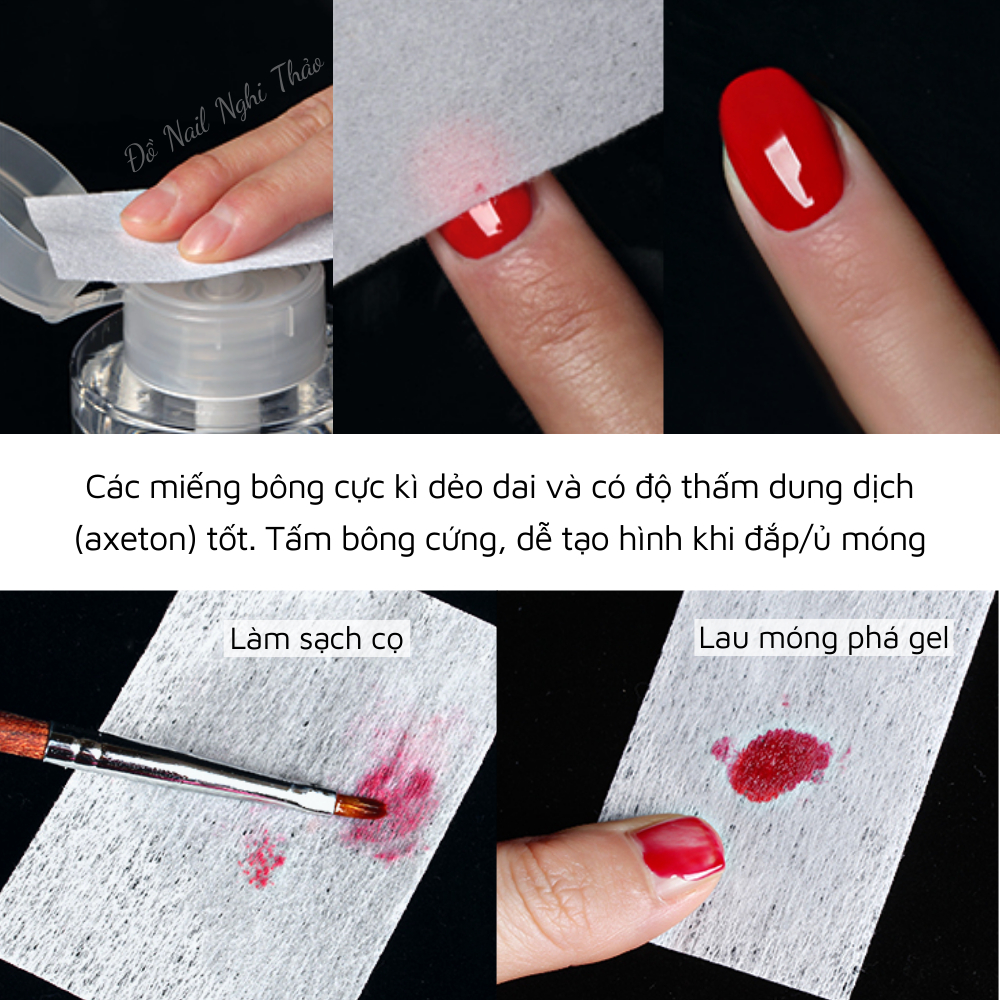 Đồ Nail Nghi Thảo
Các miếng bông cực kì dẻo dai và có độ thấm dung dịch
(axeton) tốt. Tấm bông cứng, dễ tạo hình khi đắp/ủ móng
Làm sạch cọ
Lau móng phá gel